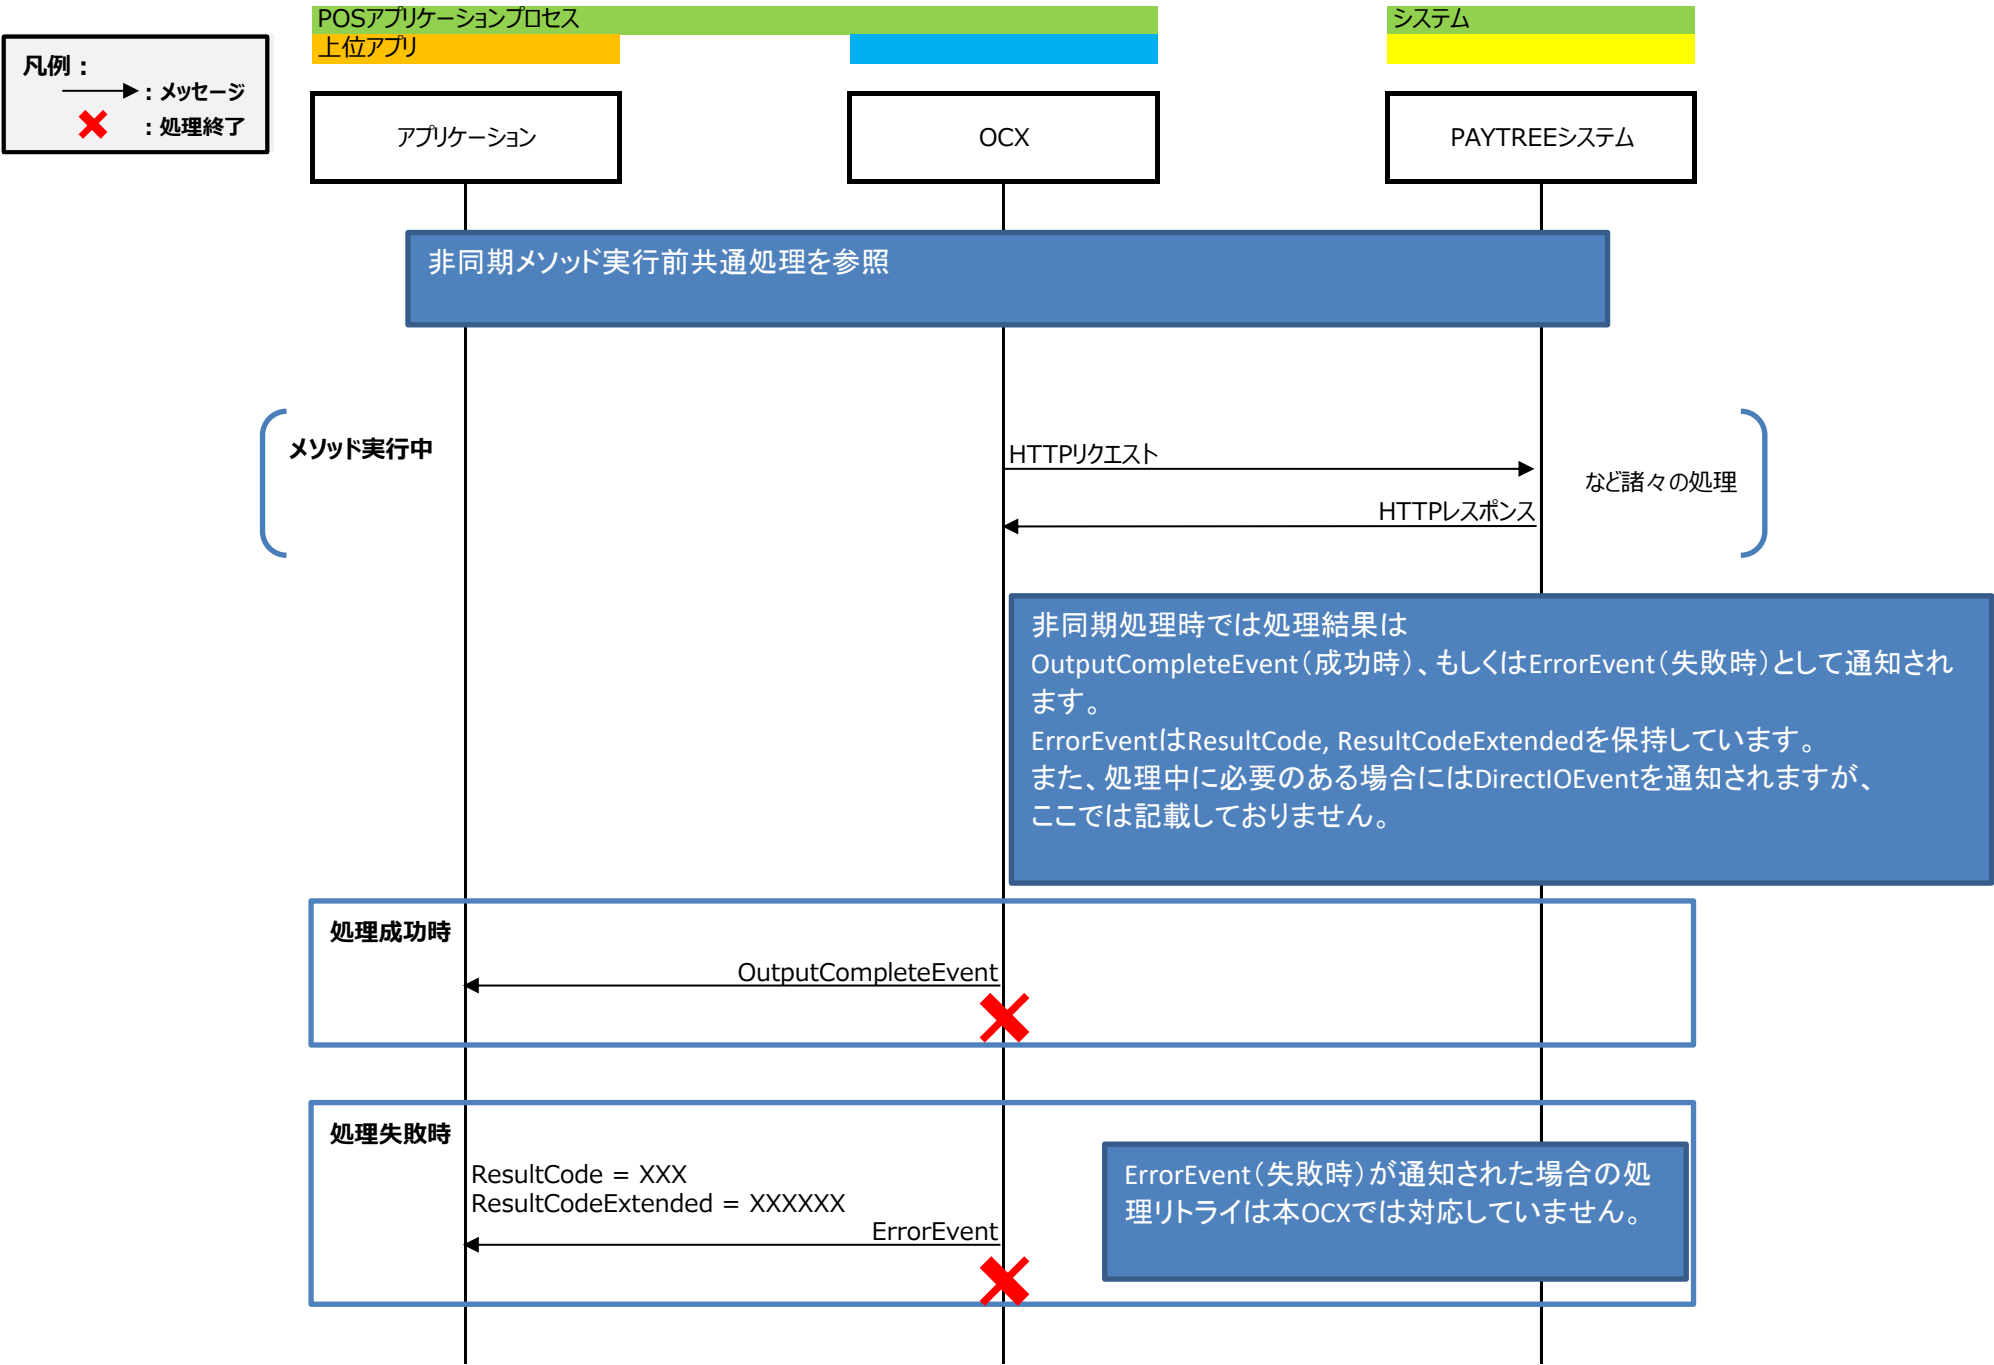 POSアプリケーションプロセス
システム
上位アプリ
凡例：
：メッセージ
：処理終了
アプリケーション
OCX
PAYTREEシステム
非同期メソッド実行前共通処理を参照
メソッド実行中
HTTPリクエスト
など諸々の処理
HTTPレスポンス
非同期処理時では処理結果は
OutputCompleteEvent（成功時）、もしくはErrorEvent（失敗時）として通知され
ます。
ErrorEventはResultCode, ResultCodeExtendedを保持しています。
また、処理中に必要のある場合にはDirectIOEventを通知されますが、
ここでは記載しておりません。
処理成功時
OutputCompleteEvent
処理失敗時
ResultCode = XXX
ResultCodeExtended = XXXXXX
ErrorEvent
ErrorEvent（失敗時）が通知された場合の処
理リトライは本OCXでは対応していません。